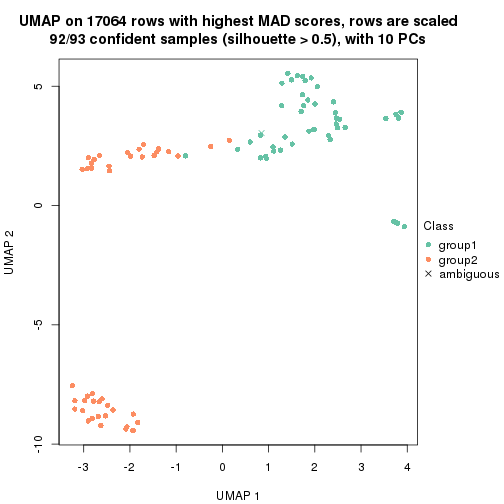 UMAP on 17064 rows with highest MAD scores, rows are scaled
92/93 confident samples (silhouette > 0.5), with 10 PCs
5
0
-5
-10
UMAP 2
-3 -2 -1 0 1 2 3 4
UMAP 1
Class
group1
group2
ambiguous